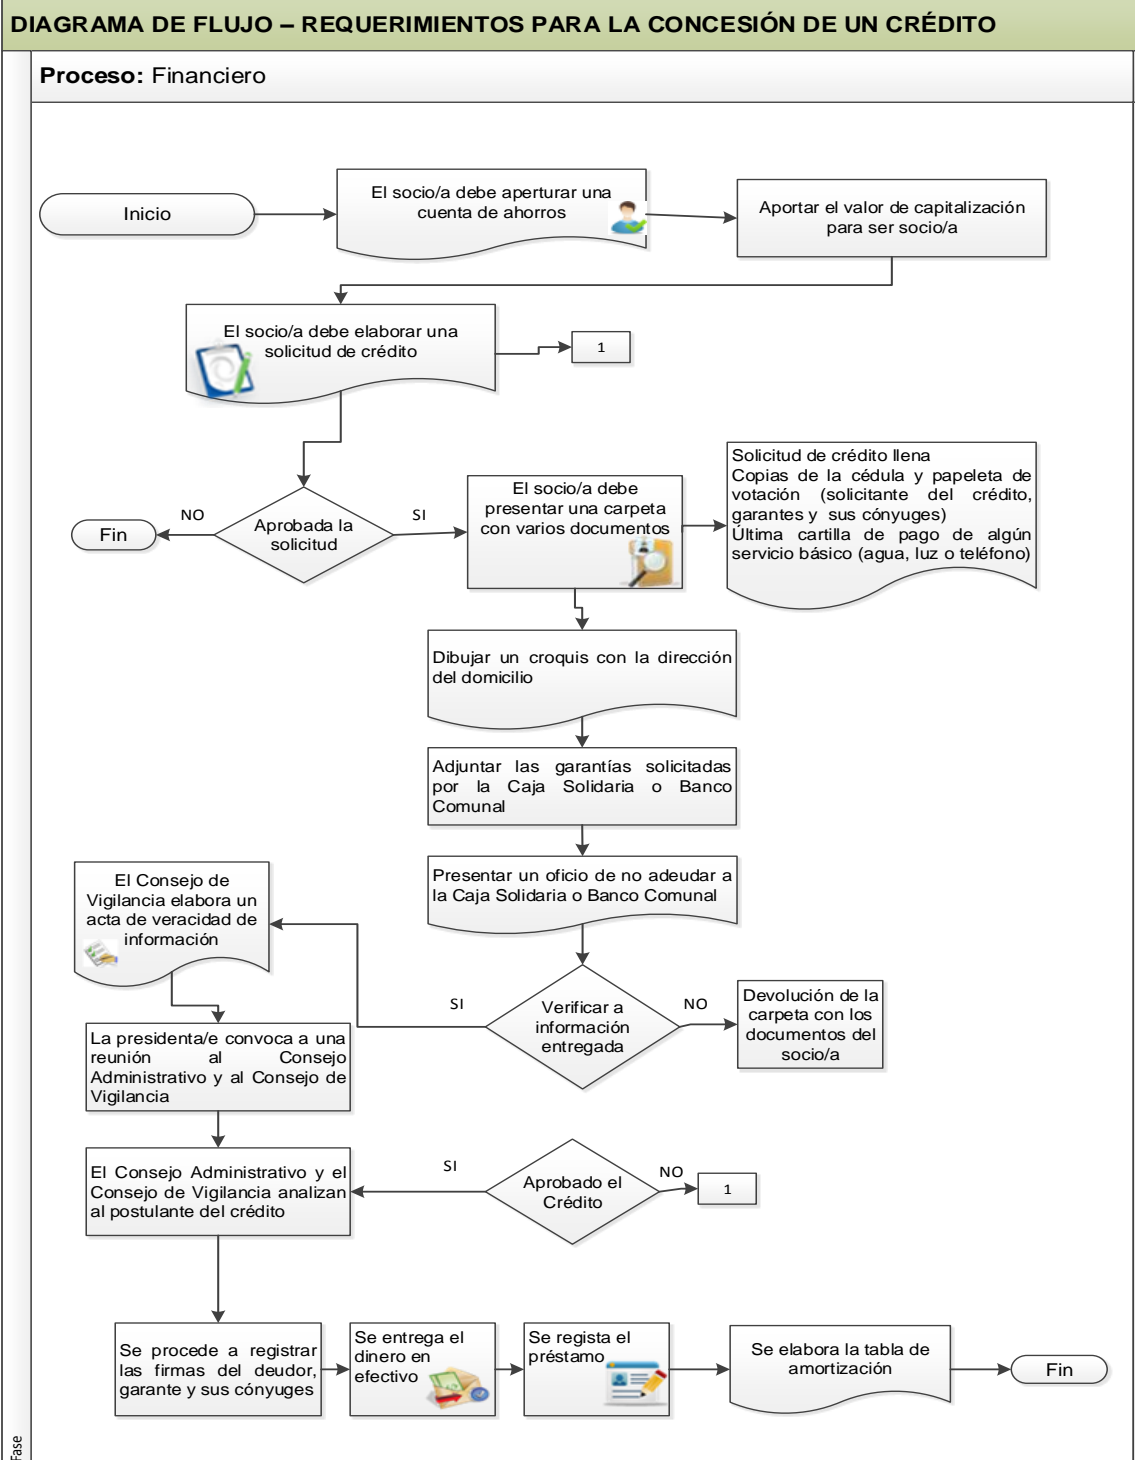 DIAGRAMA DE FLUJO – REQUERIMIENTOS PARA LA CONCESIÓN DE UN CRÉDITO
Proceso: Financiero
Inicio
El socio/a debe aperturar una
cuenta de ahorros
Aportar el valor de capitalización
para ser socio/a
El socio/a debe elaborar una
solicitud de crédito
1
Aprobada la
solicitud
NO
Fin
SI
El socio/a debe
presentar una carpeta
con varios documentos
Solicitud de crédito llena
Copias de la cédula y papeleta de
votación (solicitante del crédito,
garantes y sus cónyuges)
Última cartilla de pago de algún
servicio básico (agua, luz o teléfono)
Dibujar un croquis con la dirección
del domicilio
Adjuntar las garantías solicitadas
por la Caja Solidaria o Banco
Comunal
Presentar un oficio de no adeudar a
la Caja Solidaria o Banco Comunal
Verificar a
información
entregada
NO
Devolución de la
carpeta con los
documentos del
socio/a
SI
El Consejo de
Vigilancia elabora un
acta de veracidad de
información
La presidenta/e convoca a una
reunión al Consejo
Administrativo y al Consejo de
Vigilancia
El Consejo Administrativo y el
Consejo de Vigilancia analizan
al postulante del crédito
SI
Aprobado el
Crédito
NO
1
Se procede a registrar
las firmas del deudor,
garante y sus cónyuges
Se entrega el
dinero en
efectivo
Se regista el
préstamo
Se elabora la tabla de
amortización
Fin
Fase